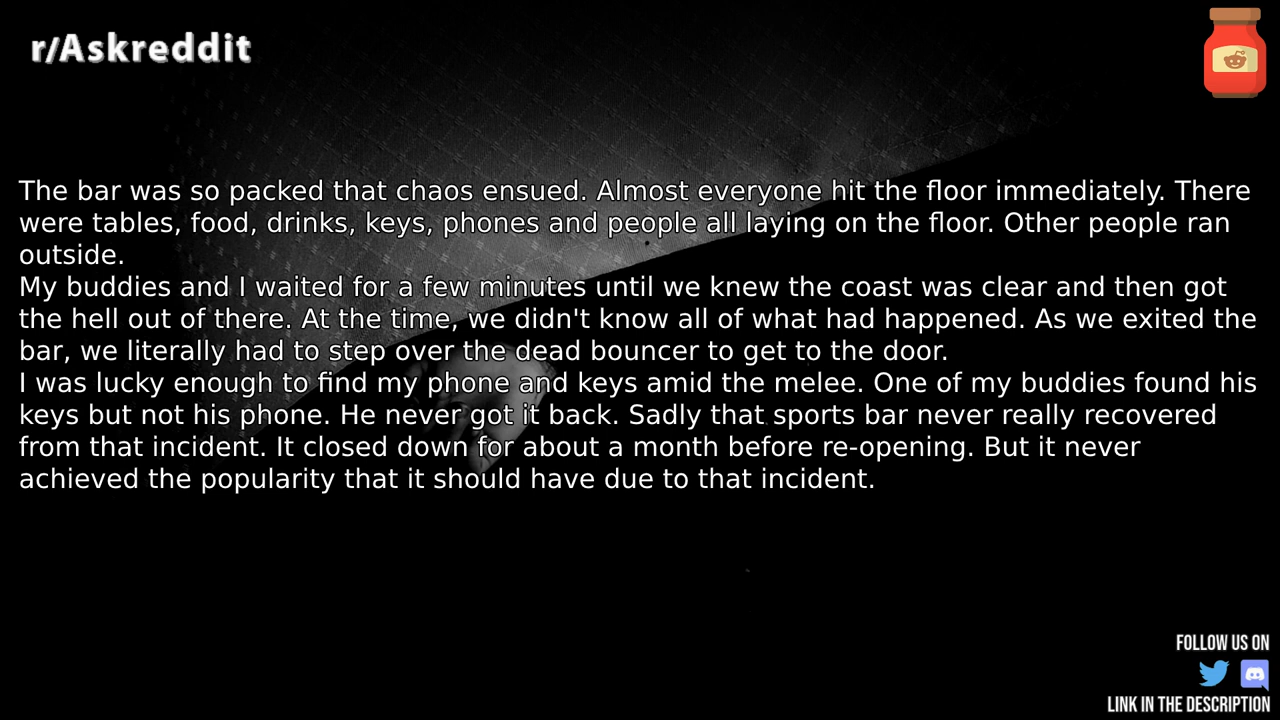 r/Askreddit
The bar was so packed that chaos ensued. Almost everyone hit the floor immediately. There
were tables, food, drinks, keys, phones and people all laying on the floor. Other people ran
outside.
My buddies and I waited for a few minutes until we knew the coast was clear and then got
the hell out of there. At the time, we didn't know all of what had happened. As we exited the
bar, we literally had to step over the dead bouncer to get to the door.
I was lucky enough to find my phone and keys amid the melee. One of my buddies found his
keys but not his phone. He never got it back. Sadly that sports bar never really recovered
from that incident. It closed down for about a month before re-opening. But it never
achieved the popularity that it should have due to that incident.
FOLLOW US ON
LINK IN THE DESCRIPTION